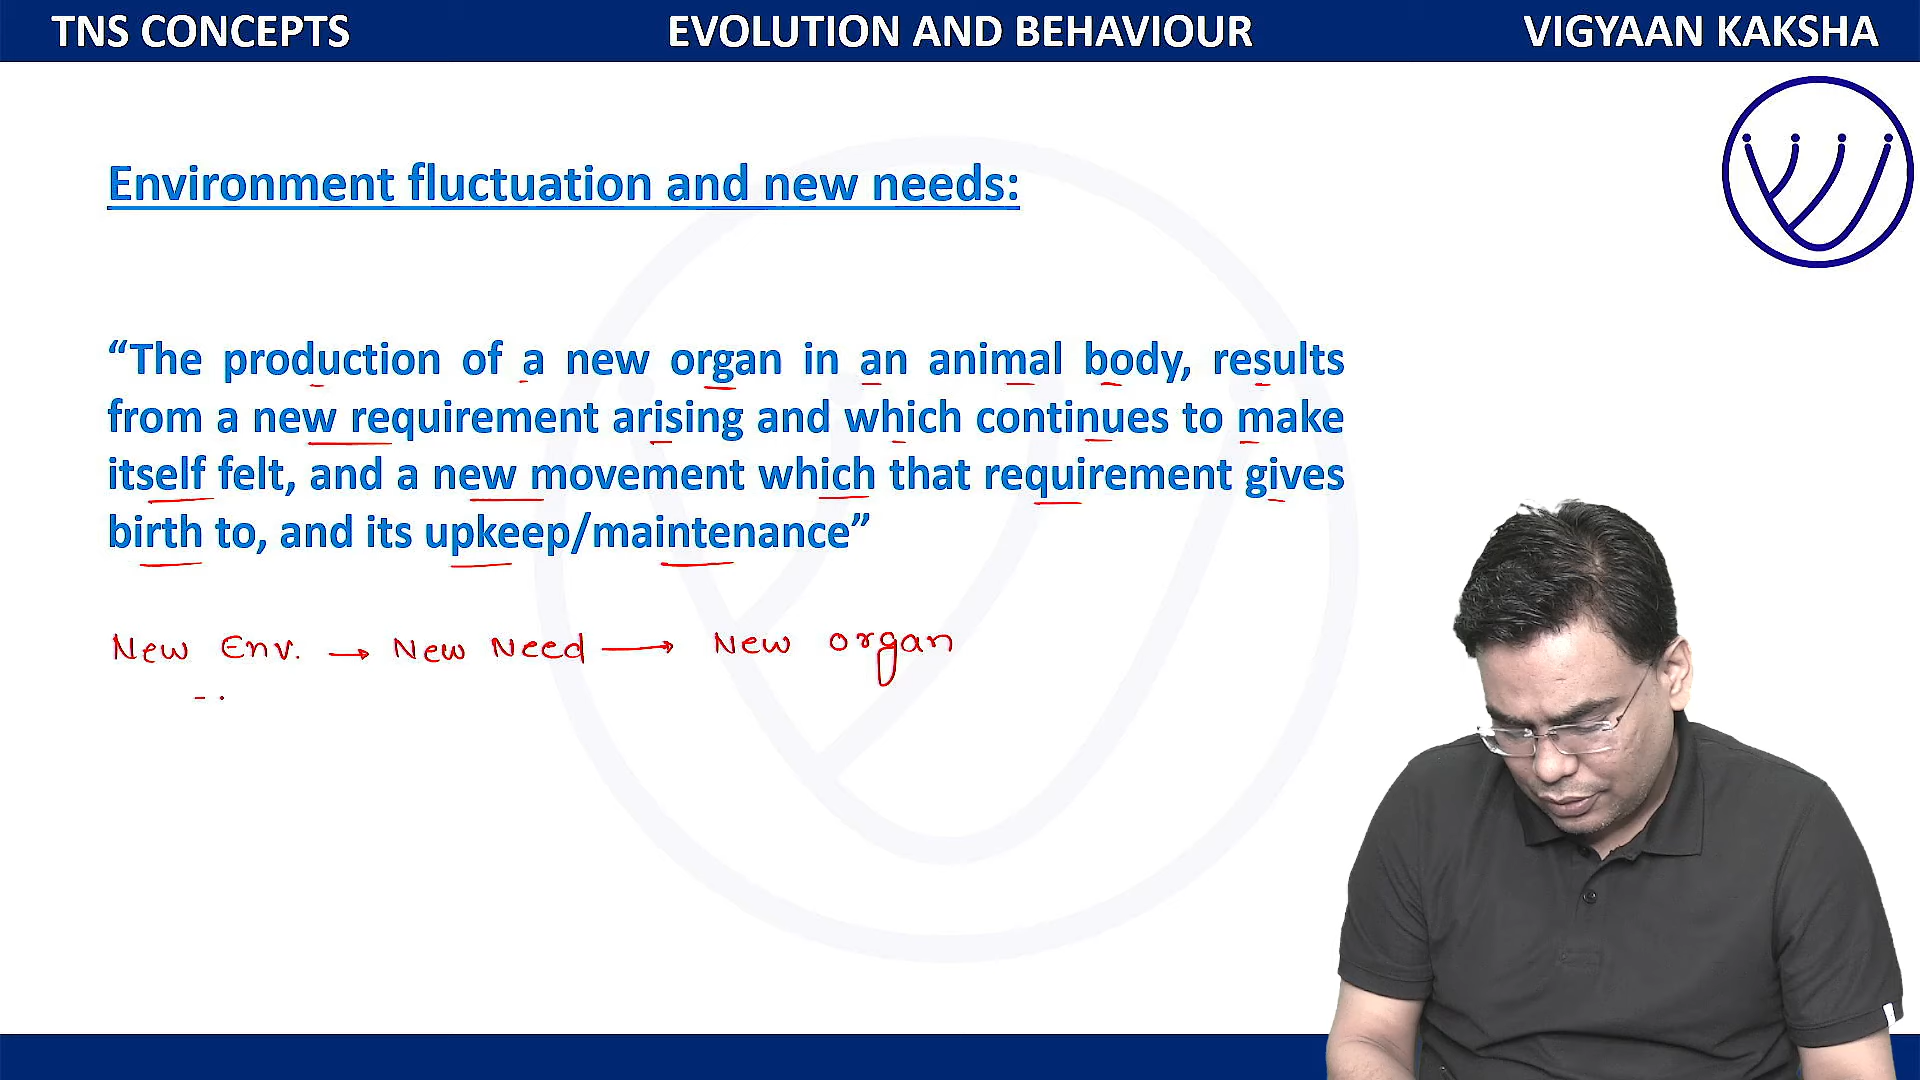 TNS CONCEPTS EVOLUTION AND BEHAVIOUR VIGYAAN KAKSHA
Environment fluctuation and new needs:
“The production of a new organ in an animal body, results
from a new requirement arising and which continues to make
itself felt, and a new movement which that requirement gives
birth to, and its upkeep/maintenance”
New Env. → New Need → New organ